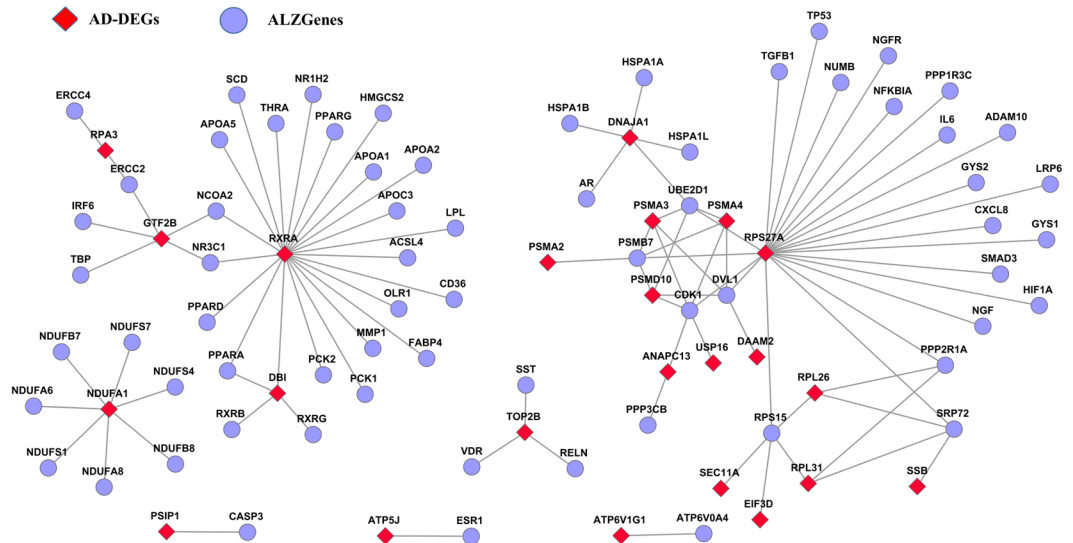 AD-DEGs
ALZGenes
ERCC4
RPA3
ERCC2
IRF6
GTF2B
NCOA2
TBP
NR3C1
SCD
NR1H2
THRA
HMGCS2
PPARG
APOA5
APOA1
APOA2
APOC3
LPL
RXRA
ACSL4
CD36
OLR1
PPARD
MMP1
FABP4
PPARA
DBI
PCK2
PCK1
RXRB
RXRG
NDUFB7
NDUFS7
NDUFS4
NDUFA6
NDUFA1
NDUFS1
NDUFA8
NDUFB8
SST
TOP2B
VDR
RELN
PSIP1
CASP3
ATP5J
ESR1
ATP6V1G1
ATP6V0A4
HSPA1A
HSPA1B
DNAJA1
HSPA1L
AR
UBE2D1
PSMA3
PSMA4
PSMA2
PSMB7
PSMD10
DVL1
CDK1
USP16
DAAM2
ANAPC13
PPP3CB
TP53
TGFB1
NUMB
NGFR
NFKBIA
PPP1R3C
IL6
ADAM10
GYS2
LRP6
CXCL8
GYS1
RPS27A
SMAD3
HIF1A
NGF
PPP2R1A
RPL26
RPS15
SRP72
SEC11A
RPL31
SSB
EIF3D